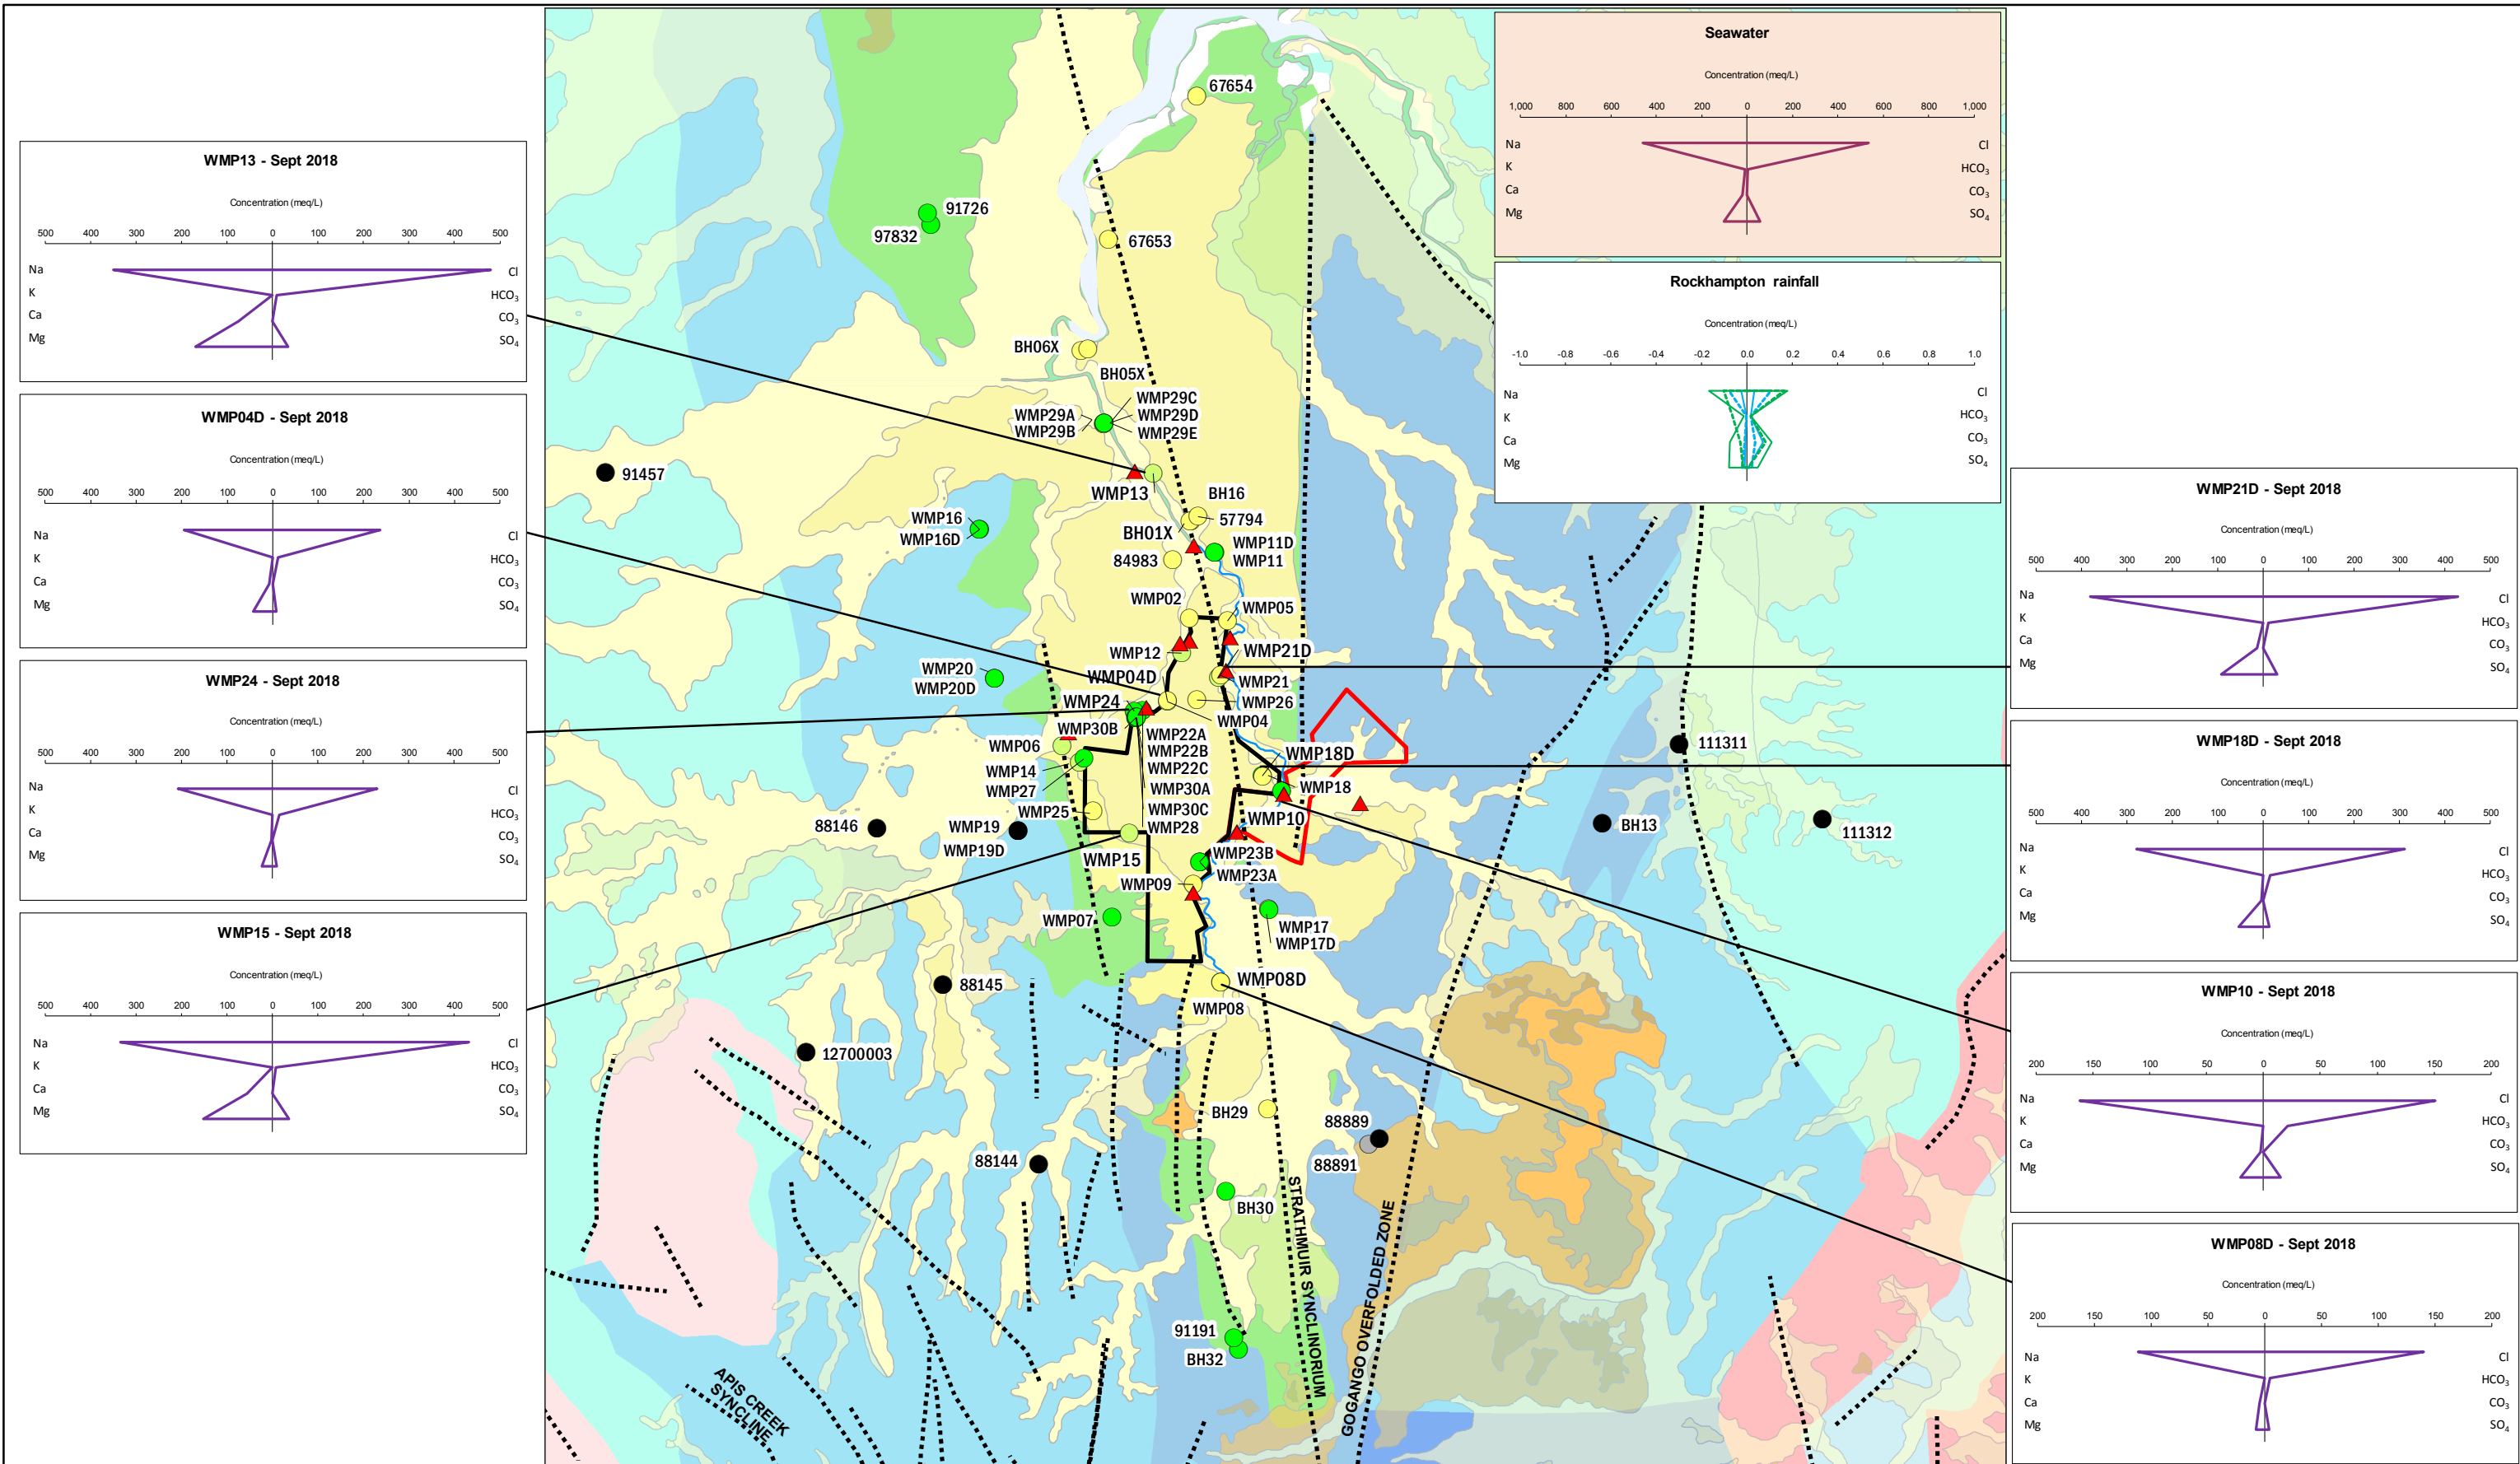 WMP13 - Sept 2018
Concentration (meq/L)
500 400 300 200 100 0 100 200 300 400 500
Na Cl
K HCO3
Ca CO3
Mg SO4
WMP04D - Sept 2018
Concentration (meq/L)
500 400 300 200 100 0 100 200 300 400 500
Na Cl
K HCO3
Ca CO3
Mg SO4
WMP24 - Sept 2018
Concentration (meq/L)
500 400 300 200 100 0 100 200 300 400 500
Na Cl
K HCO3
Ca CO3
Mg SO4
WMP15 - Sept 2018
Concentration (meq/L)
500 400 300 200 100 0 100 200 300 400 500
Na Cl
K HCO3
Ca CO3
Mg SO4
67654
91726
97832
67653
BH06X
BH05X
WMP29C
WMP29A WMP29D
WMP29B WMP29E
91457
WMP13
BH16
WMP16
57794
BH01X
WMP16D
WMP11D
WMP11
84983
WMP02
WMP05
WMP12
WMP21D
WMP20
WMP04D
WMP21
WMP20D
WMP24
WMP26
WMP04
WMP30B
WMP22A
WMP06
WMP22B
WMP18D
WMP14
WMP22C
WMP27
WMP30A
WMP18
WMP25
WMP30C
WMP10
88146
WMP19
WMP28
WMP19D
WMP15
WMP23B
WMP23A
WMP09
WMP07
WMP17
WMP17D
WMP08D
WMP08
111311
BH13
111312
88145
12700003
BH29
88889
88891
88144
BH30
91191
BH32
STRATHMUIR SYNCLINORIUM
GOGANGO OVERFOLDED ZONE
APIS CREEK
SYNCLINE
Seawater
Concentration (meq/L)
1,000 800 600 400 200 0 200 400 600 800 1,000
Na Cl
K HCO3
Ca CO3
Mg SO4
Rockhampton rainfall
Concentration (meq/L)
-1.0 -0.8 -0.6 -0.4 -0.2 0.0 0.2 0.4 0.6 0.8 1.0
Na Cl
K HCO3
Ca CO3
Mg SO4
WMP21D - Sept 2018
Concentration (meq/L)
500 400 300 200 100 0 100 200 300 400 500
Na Cl
K HCO3
Ca CO3
Mg SO4
WMP18D - Sept 2018
Concentration (meq/L)
500 400 300 200 100 0 100 200 300 400 500
Na Cl
K HCO3
Ca CO3
Mg SO4
WMP10 - Sept 2018
Concentration (meq/L)
200 150 100 50 0 50 100 150 200
Na Cl
K HCO3
Ca CO3
Mg SO4
WMP08D - Sept 2018
Concentration (meq/L)
200 150 100 50 0 50 100 150 200
Na Cl
K HCO3
Ca CO3
Mg SO4